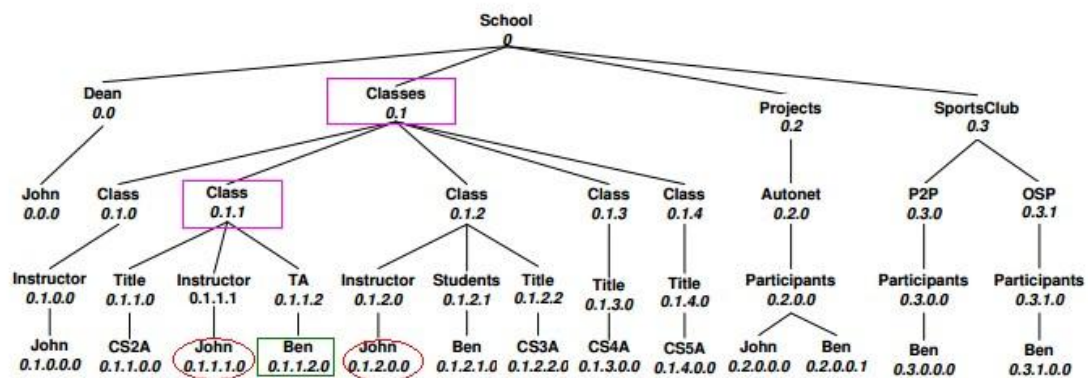 School
0
Dean Classes Projects SportsClub
0.0 0.1 0.2 0.3
John Class Class Class Class Class Autonet P2P OSP
0.0.0 0.1.0 0.1.1 0.1.2 0.1.3 0.1.4 0.2.0 0.3.0 0.3.1
Instructor Title Instructor TA Instructor Students Title Title Title Participants Participants Participants
0.1.0.0 0.1.1.0 0.1.1.1 0.1.1.2 0.1.2.0 0.1.2.1 0.1.2.2 0.1.3.0 0.1.4.0 0.2.0.0 0.3.0.0 0.3.1.0
John CS2A John Ben John Ben CS3A CS4A CS5A John Ben Ben Ben
0.1.0.0.0 0.1.1.0.0 0.1.1.1.0 0.1.1.2.0 0.1.2.0.0 0.1.2.1.0 0.1.2.2.0 0.1.3.0.0 0.1.4.0.0 0.2.0.0.0 0.2.0.0.1 0.3.0.0.0 0.3.1.0.0